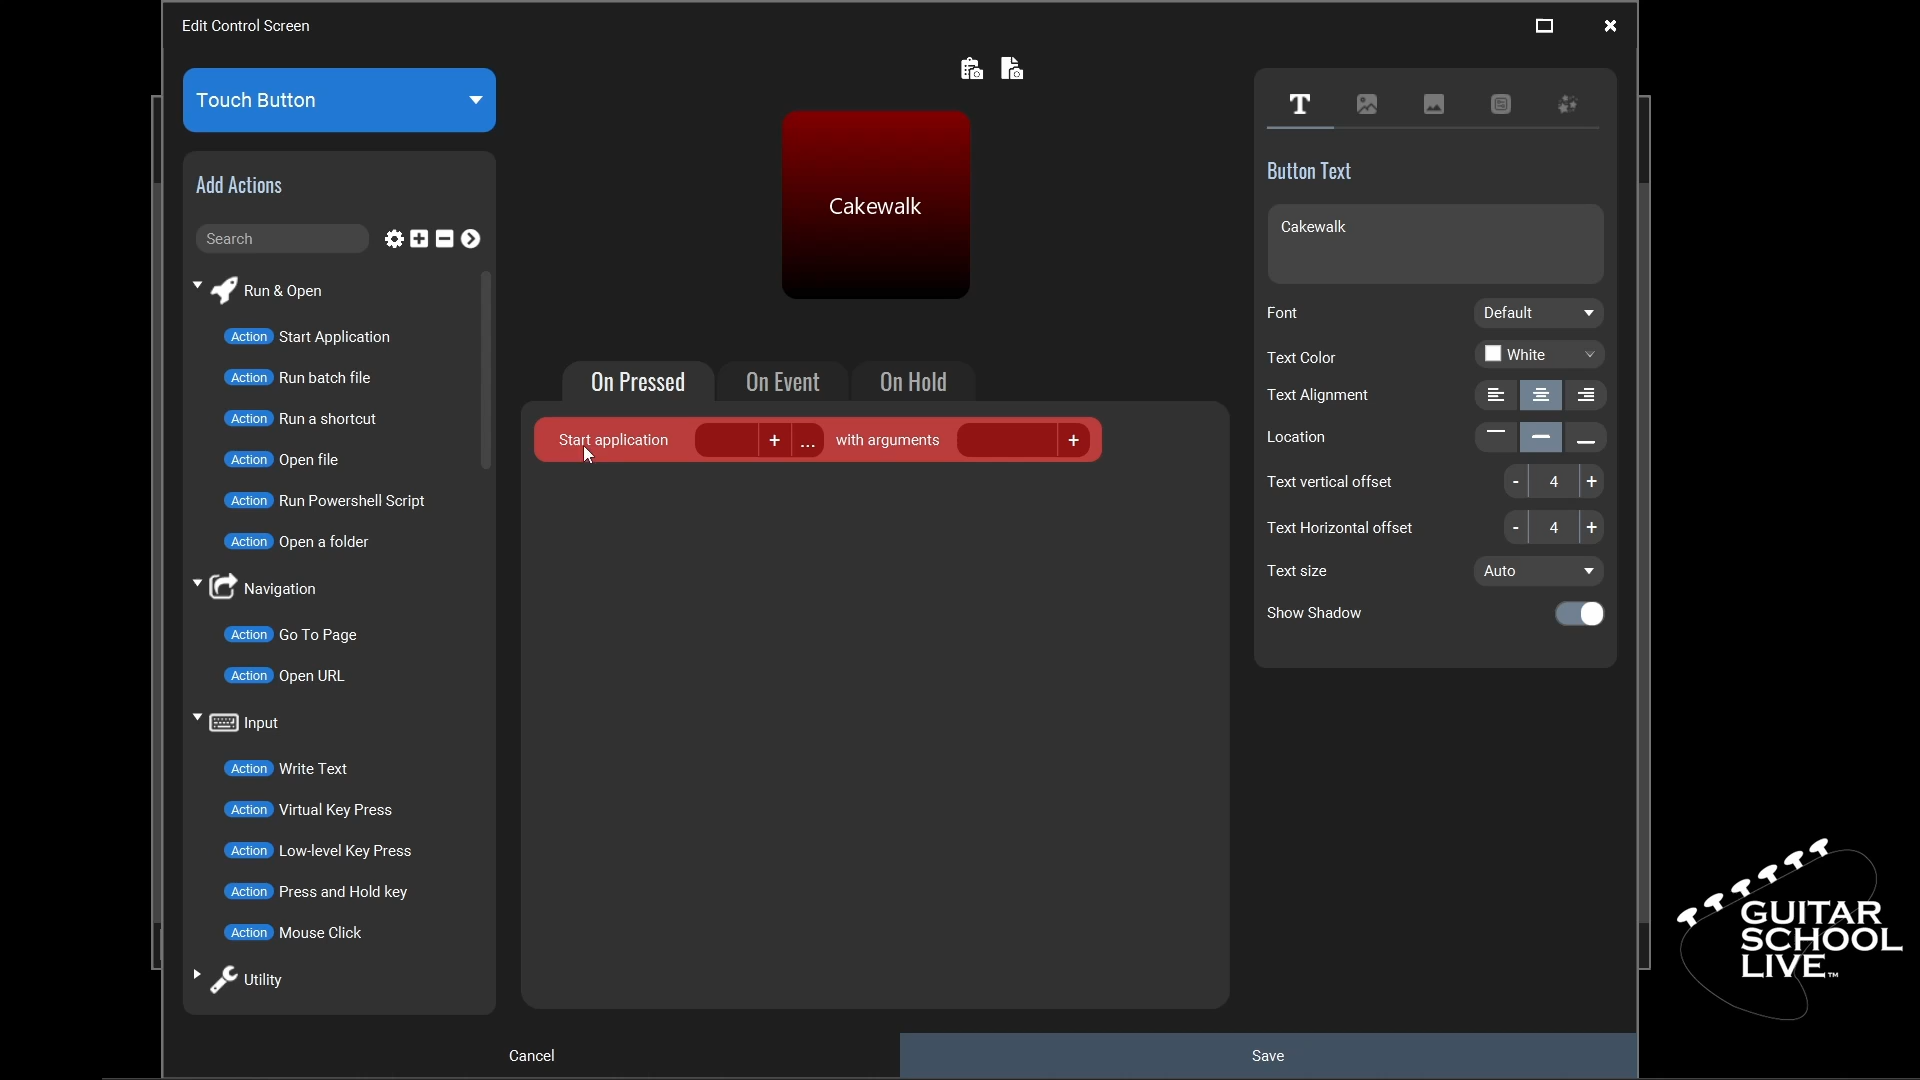 Edit Control Screen
Touch Button
Add Actions
Search
Run & Open
Action Start Application
Action Run batch file
Action Run a shortcut
Action Open file
Action Run Powershell Script
Action Open a folder
Navigation
Action Go To Page
Action Open URL
Input
Action Write Text
Action Virtual Key Press
Action Low-level Key Press
Action Press and Hold key
Action Mouse Click
Utility
Cakewalk
On Pressed On Event On Hold
Start application + ... with arguments +
T
Button Text
Cakewalk
Font Default
Text Color White
Text Alignment
Location
Text vertical offset - 4 +
Text Horizontal offset - 4 +
Text size Auto
Show Shadow
Cancel Save
GUITAR
SCHOOL
LIVE™